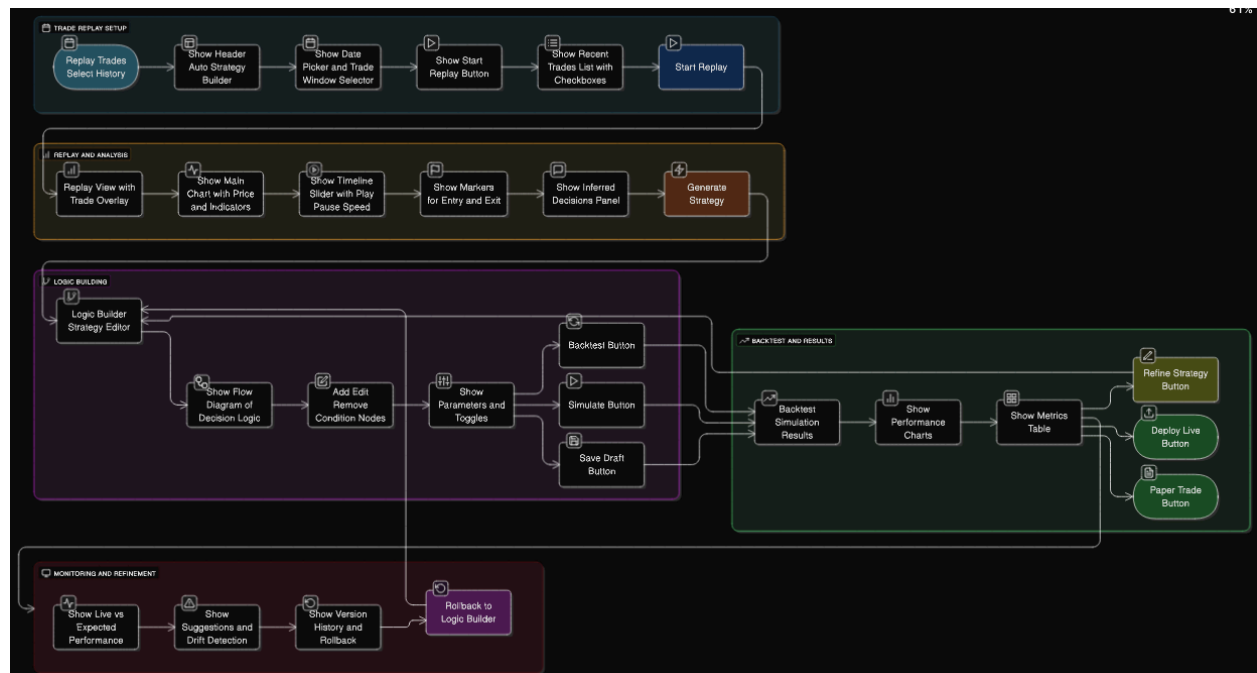 61%
TRADE REPLAY SETUP
Replay Trades
Select History
Show Header
Auto Strategy
Builder
Show Date
Picker and Trade
Window Selector
Show Start
Replay Button
Show Recent
Trades List with
Checkboxes
Start Replay
REPLAY AND ANALYSIS
Replay View with
Trade Overlay
Show Main
Chart with Price
and Indicators
Show Timeline
Slider with Play
Pause Speed
Show Markers
for Entry and Exit
Show Inferred
Decisions Panel
Generate
Strategy
LOGIC BUILDING
Logic Builder
Strategy Editor
Show Flow
Diagram of
Decision Logic
Add Edit
Remove
Condition Nodes
Show
Parameters and
Toggles
Backtest Button
Simulate Button
Save Draft
Button
BACKTEST AND RESULTS
Backtest
Simulation
Results
Show
Performance
Charts
Show Metrics
Table
Refine Strategy
Button
Deploy Live
Button
Paper Trade
Button
MONITORING AND REFINEMENT
Show Live vs
Expected
Performance
Show
Suggestions and
Drift Detection
Show Version
History and
Rollback
Rollback to
Logic Builder